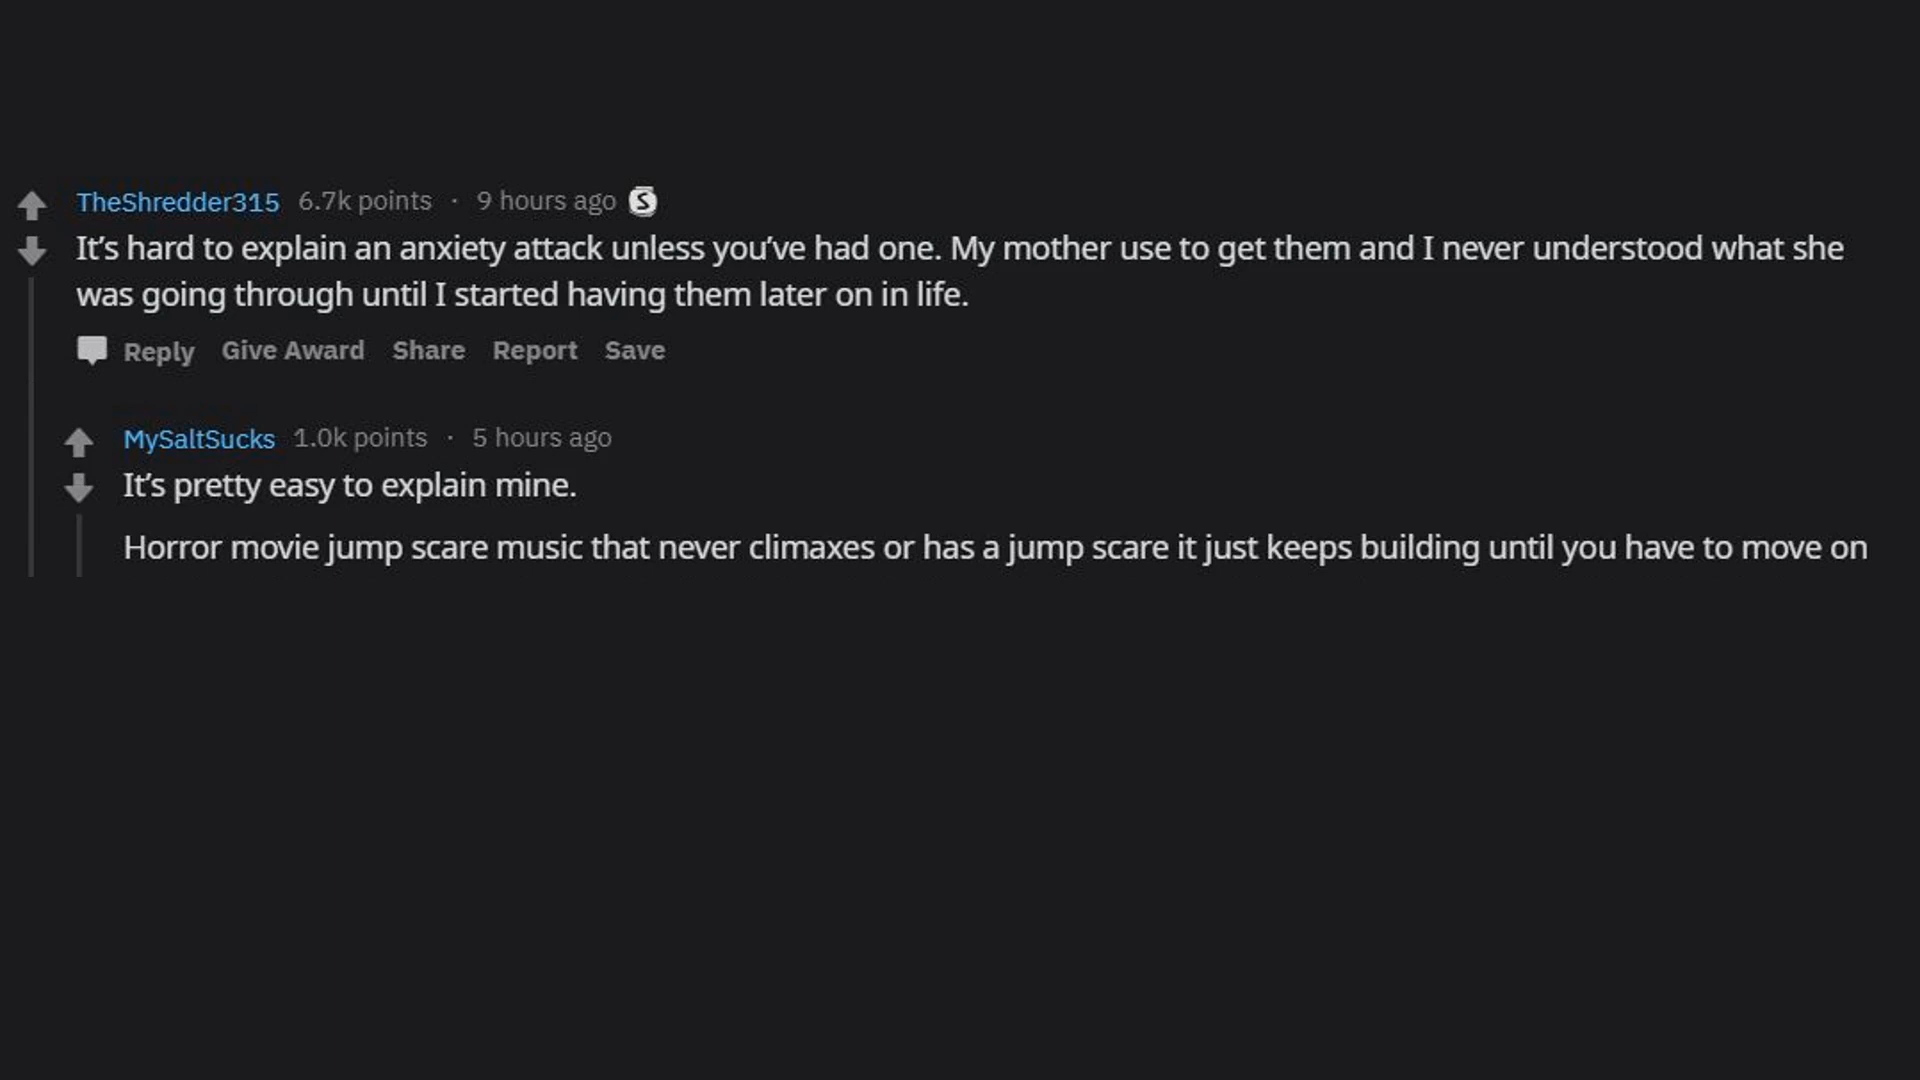 TheShredder315 6.7k points · 9 hours ago S
It’s hard to explain an anxiety attack unless you’ve had one. My mother use to get them and I never understood what she
was going through until I started having them later on in life.
Reply Give Award Share Report Save
MySaltSucks 1.0k points · 5 hours ago
It’s pretty easy to explain mine.
Horror movie jump scare music that never climaxes or has a jump scare it just keeps building until you have to move on